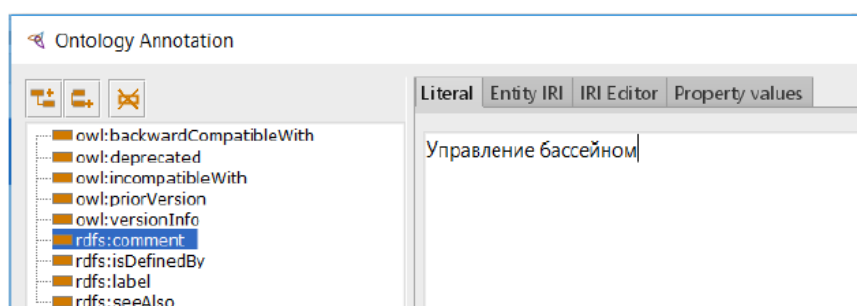 Ontology Annotation
Literal
Entity IRI
IRI Editor
Property values
owl:backwardCompatibleWith
owl:deprecated
owl:incompatibleWith
owl:priorVersion
owl:versionInfo
rdfs:comment
rdfs:isDefinedBy
rdfs:label
rdfs:seeAlso
Управление бассейном